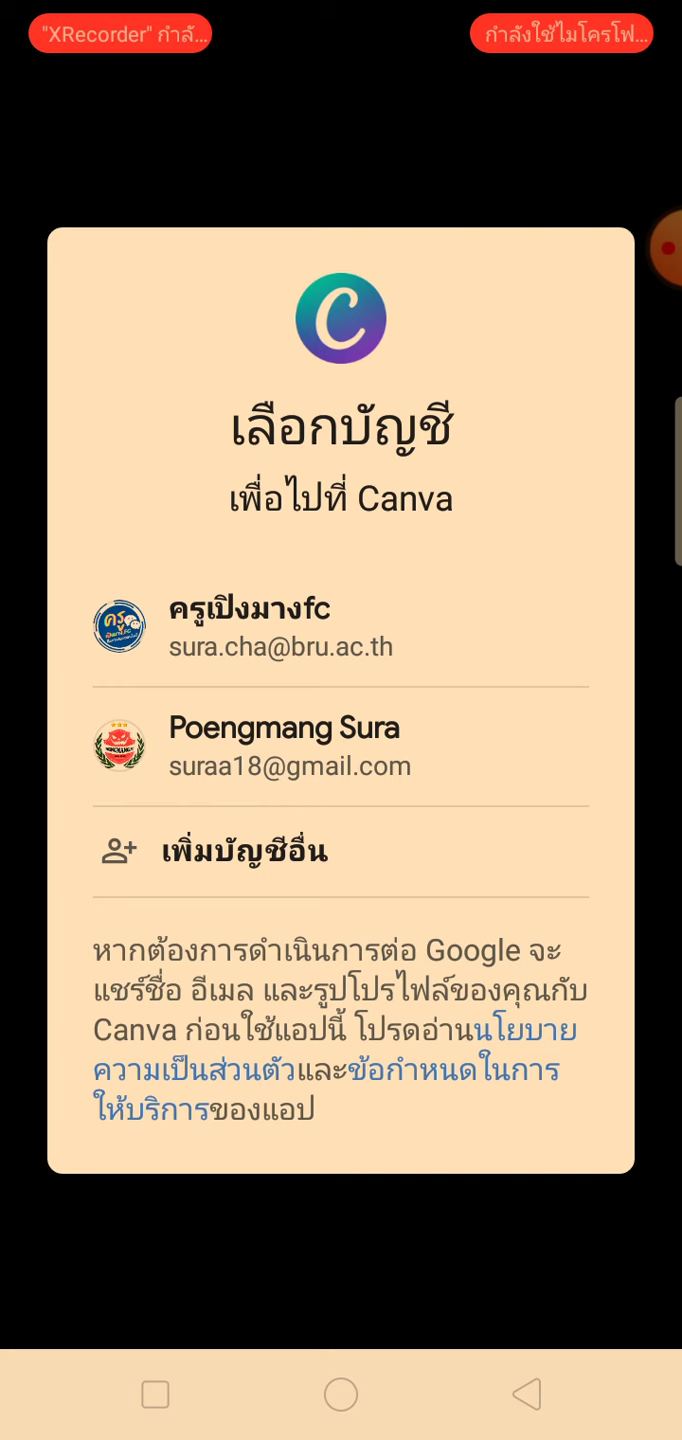 "XRecorder" กำลั...
กำลังใช้ไมโครโฟ...
C
เลือกบัญชี
เพื่อไปที่ Canva
ครู
ครูเปิงมางfc
sura.cha@bru.ac.th
Poengmang Sura
suraa18@gmail.com
เพิ่มบัญชีอื่น
หากต้องการดำเนินการต่อ Google จะ
แชร์ชื่อ อีเมล และรูปโปรไฟล์ของคุณกับ
Canva ก่อนใช้แอปนี้ โปรดอ่านนโยบาย
ความเป็นส่วนตัวและข้อกำหนดในการ
ให้บริการของแอป